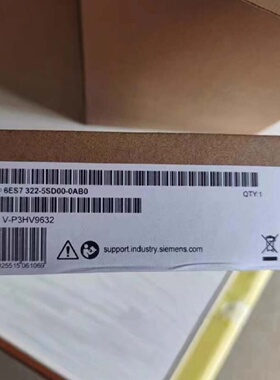 6ES7 322-5SD00-0AB0
QTY.1
V-P3HV9632
support.industry.siemens.com